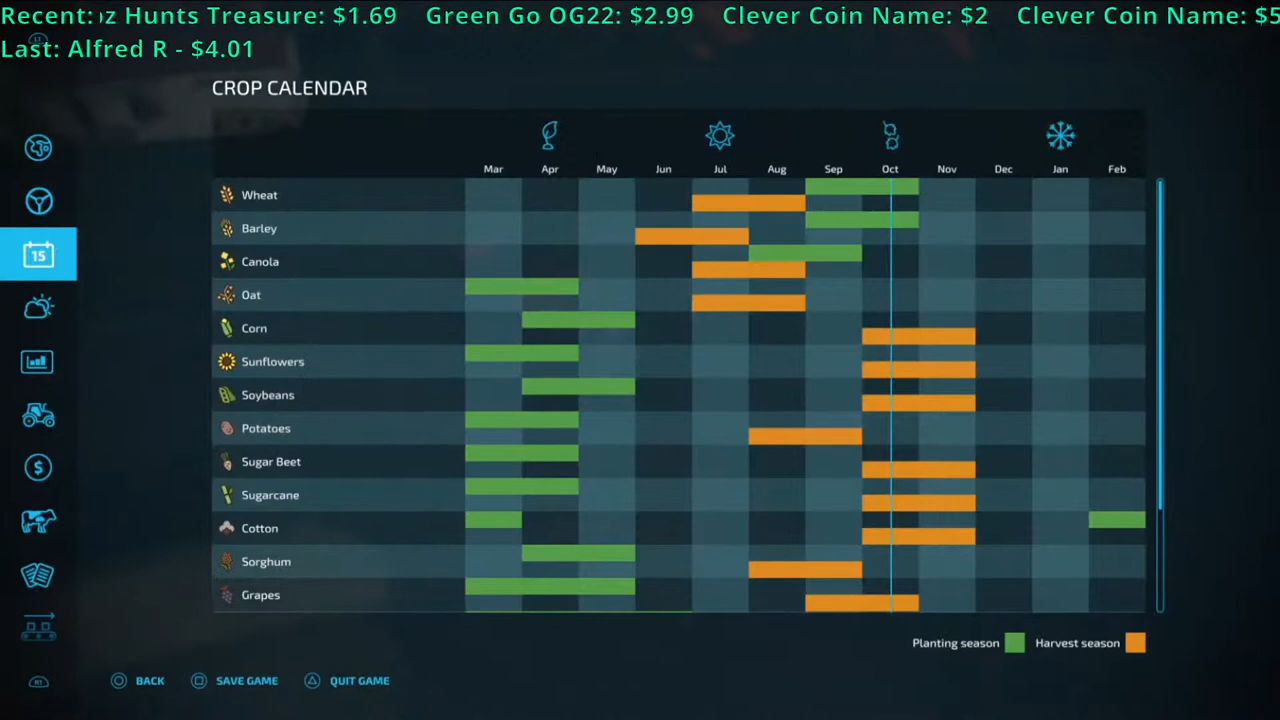 Recent: oz Hunts Treasure: $1.69 Green Go OG22: $2.99 Clever Coin Name: $2 Clever Coin Name: $5
Last: Alfred R - $4.01
CROP CALENDAR
Mar Apr May Jun Jul Aug Sep Oct Nov Dec Jan Feb
Wheat
Barley
15
Canola
Oat
Corn
Sunflowers
Soybeans
Potatoes
Sugar Beet
$
Sugarcane
Cotton
Sorghum
Grapes
Planting season Harvest season
R1
BACK SAVE GAME QUIT GAME